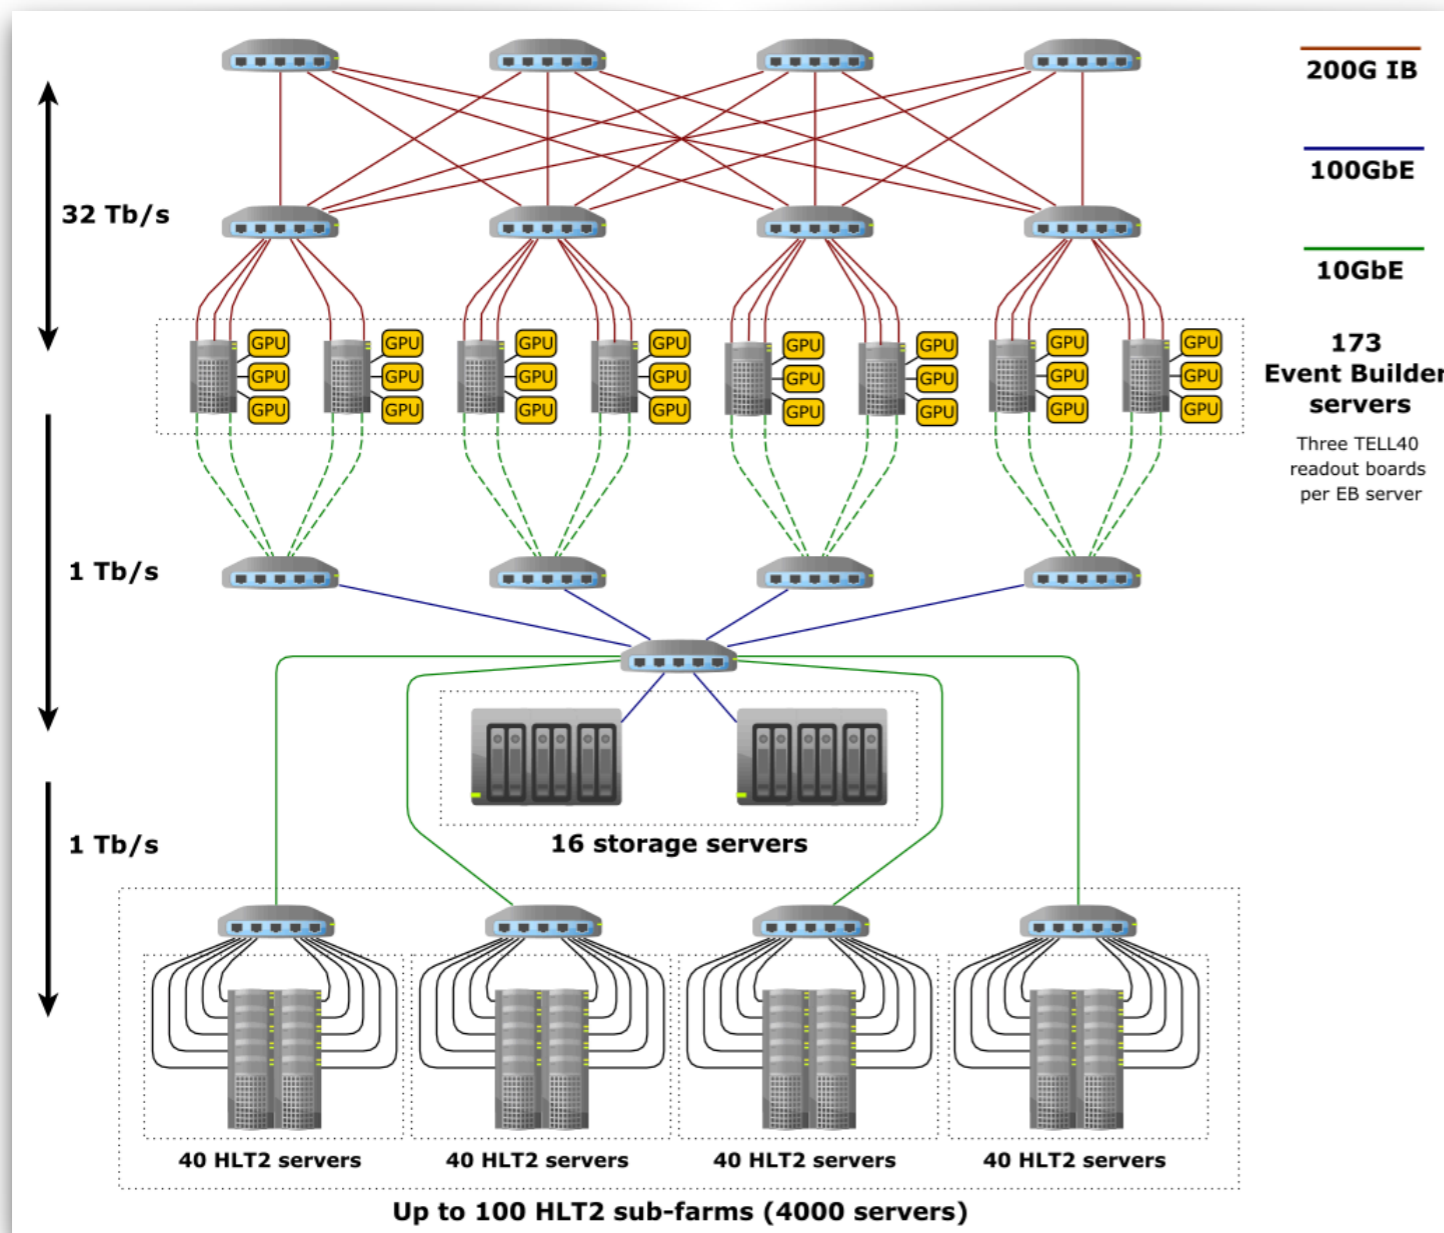 200G IB
100GbE
32 Tb/s
10GbE
GPU GPU GPU GPU GPU GPU GPU GPU
GPU GPU GPU GPU GPU GPU GPU GPU
GPU GPU GPU GPU GPU GPU GPU GPU
173
Event Builder
servers
Three TELL40
readout boards
per EB server
1 Tb/s
16 storage servers
1 Tb/s
40 HLT2 servers
40 HLT2 servers
40 HLT2 servers
40 HLT2 servers
Up to 100 HLT2 sub-farms (4000 servers)